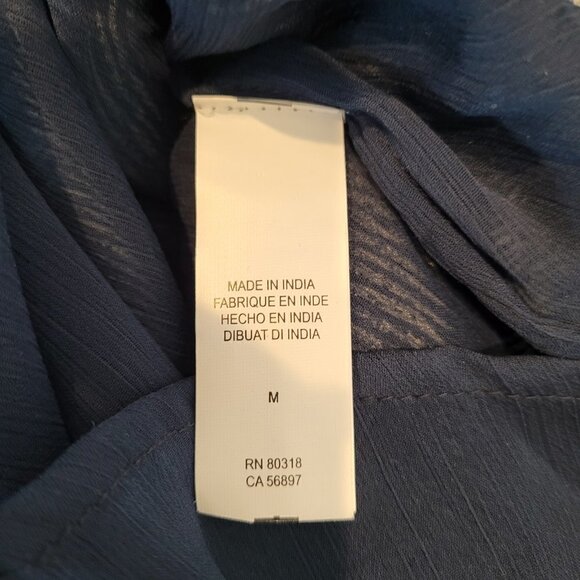 MADE IN INDIA
FABRIQUE EN INDE
HECHO EN INDIA
DIBUAT DI INDIA
M
RN 80318
CA 56897